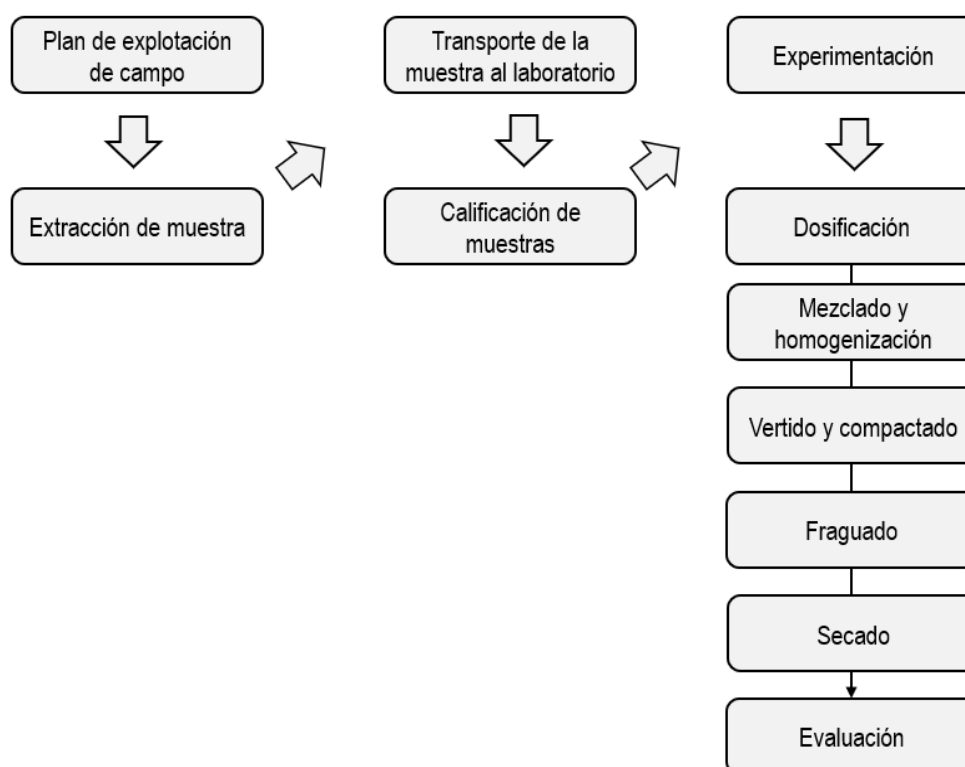 Plan de explotación
de campo
Extracción de muestra
Transporte de la
muestra al laboratorio
Calificación de
muestras
Experimentación
Dosificación
Mezclado y
homogenización
Vertido y compactado
Fraguado
Secado
Evaluación